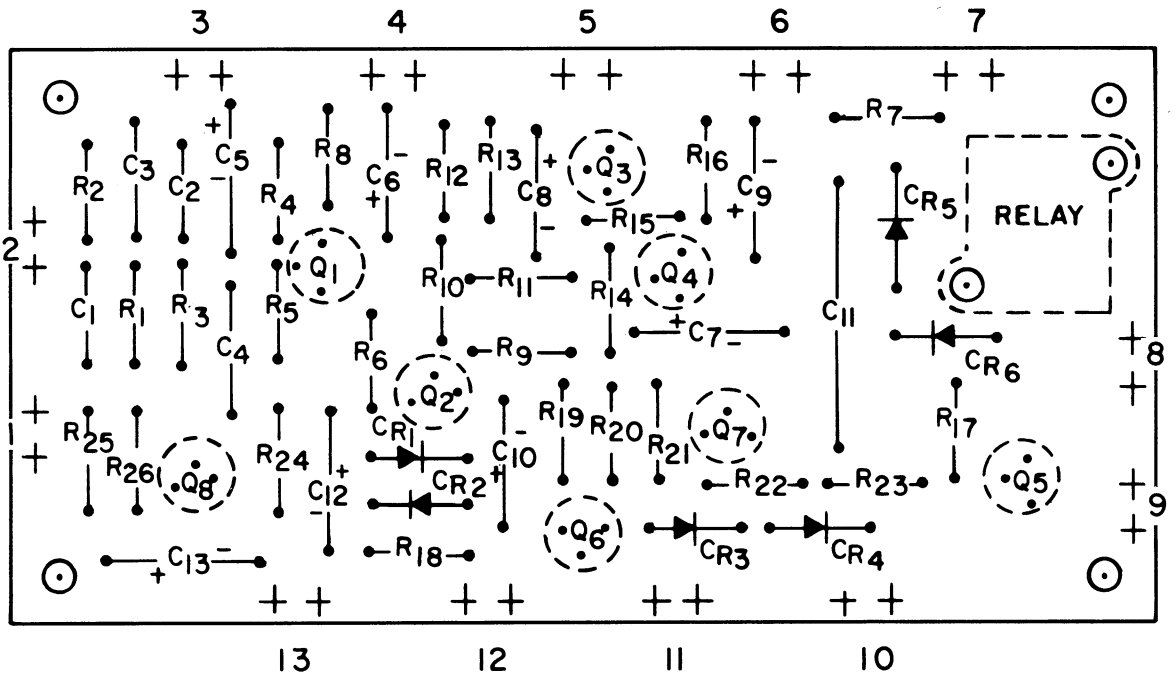 3 4 5 6 7
R7
R2 C3 C2 C5 R4 R8 C6 R12 R13 C8 Q3 R16 C9 CR5 RELAY
+ - - + + - - +
R15
2
Q1 R10 R11 Q4
C1 R1 R3 R5 R14 C11
C4 R6 R9 + C7 - CR6 8
Q2
R25 CR1 R19 R20 Q7 R17
R26 Q8 R24 C10 R21
- +
C12 CR2 R22 R23 Q5
+ -
Q6 9
C13 R18 CR3 CR4
+ -
13 12 11 10